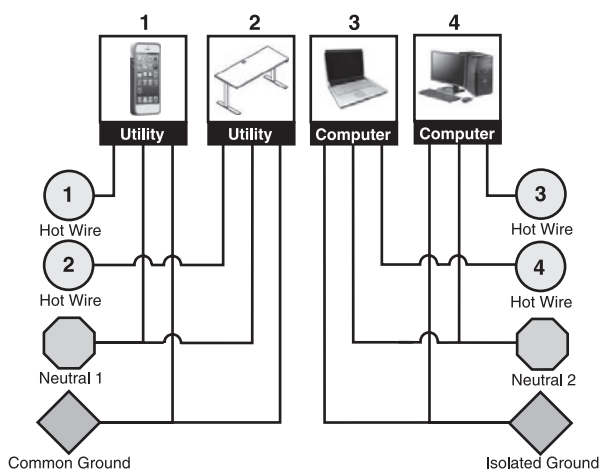 1 2 3 4
Utility Utility Computer Computer
1 3
Hot Wire Hot Wire
2 4
Hot Wire Hot Wire
Neutral 1 Neutral 2
Common Ground Isolated Ground